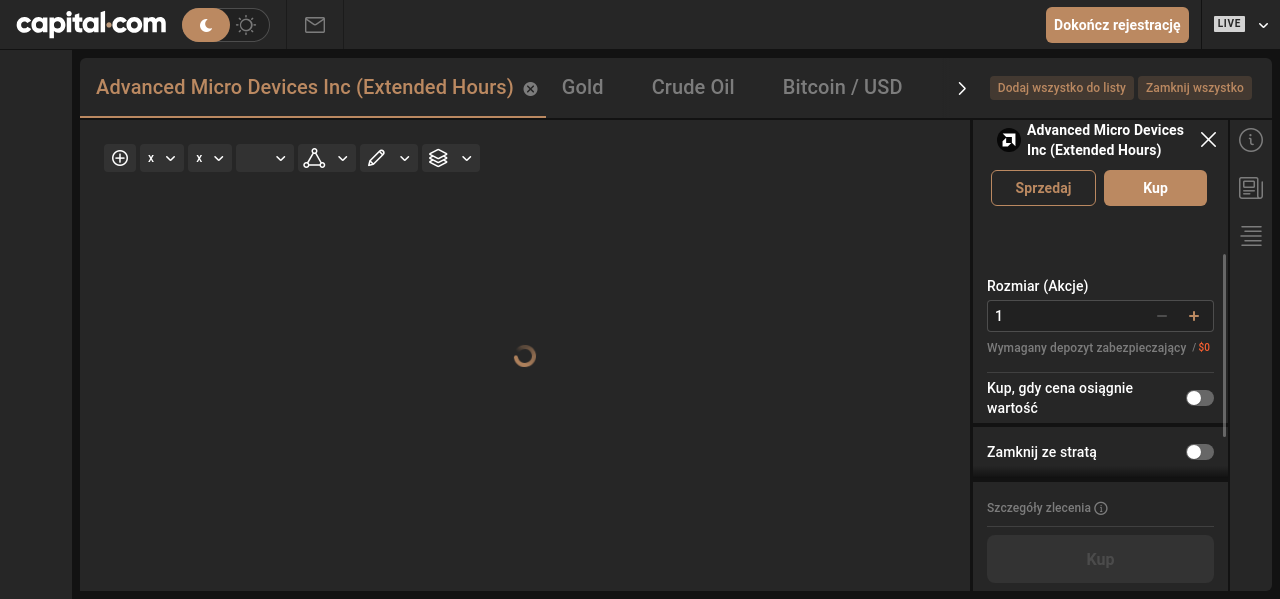 capital.com
Dokończ rejestrację
LIVE
Advanced Micro Devices Inc (Extended Hours)
Gold
Crude Oil
Bitcoin / USD
Dodaj wszystko do listy
Zamknij wszystko
x
x
Advanced Micro Devices
Inc (Extended Hours)
Sprzedaj
Kup
Rozmiar (Akcje)
1
Wymagany depozyt zabezpieczający / $0
Kup, gdy cena osiągnie
wartość
Zamknij ze stratą
Szczegóły zlecenia
Kup